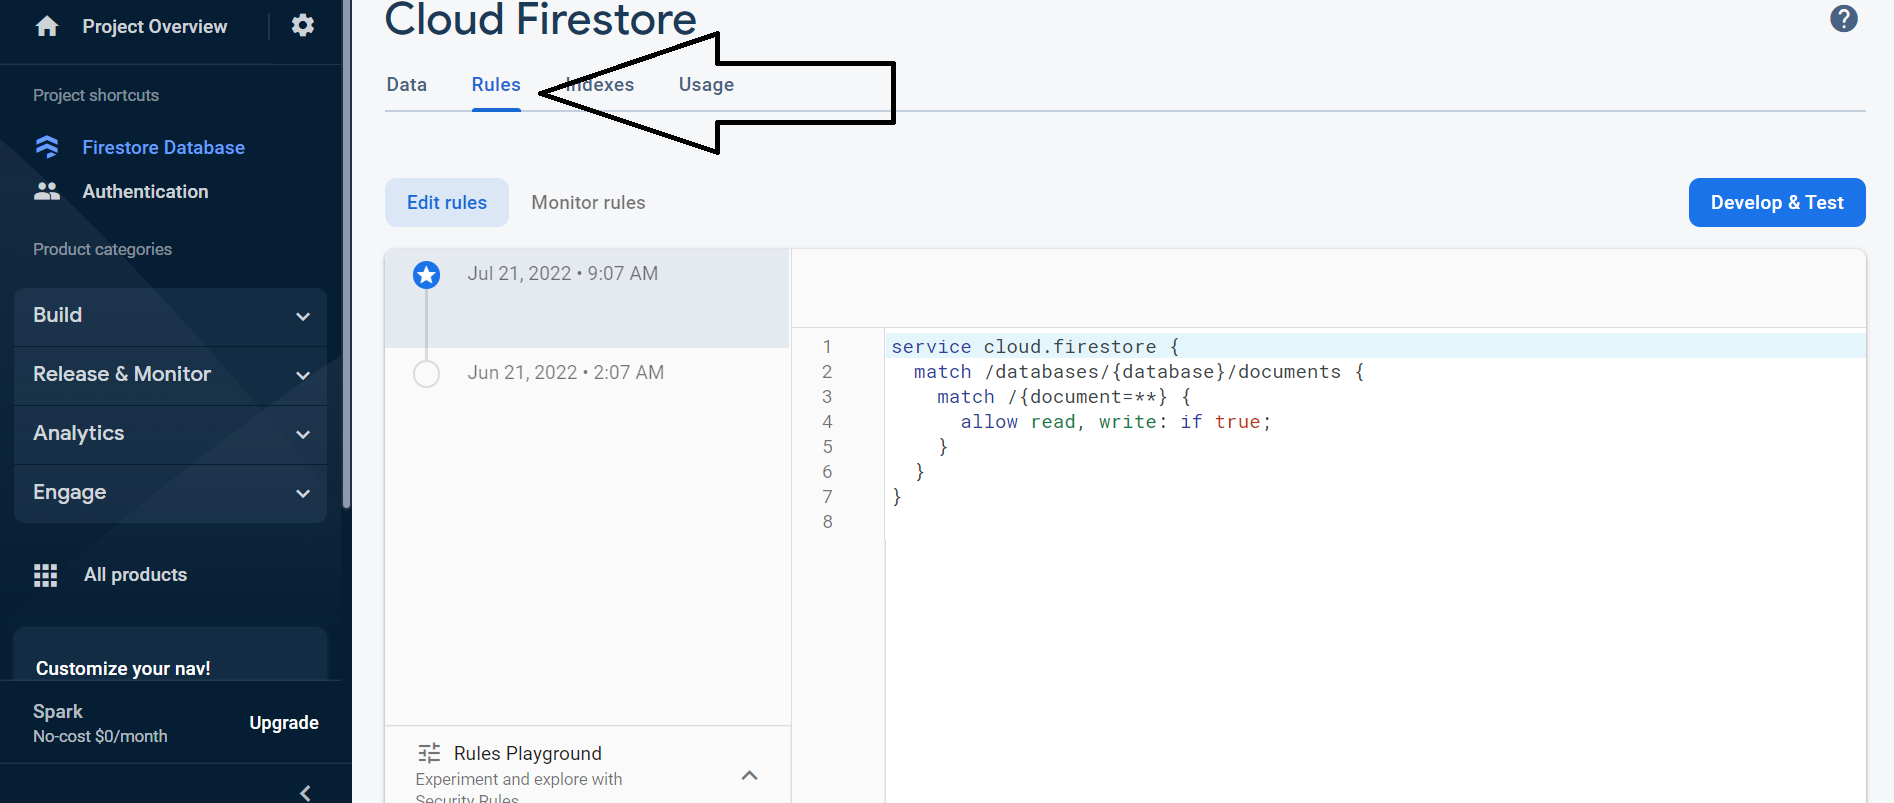 Project Overview
Project shortcuts
Firestore Database
Authentication
Product categories
Build
Release & Monitor
Analytics
Engage
All products
Customize your nav!
Spark
No-cost $0/month
Upgrade
Cloud Firestore
Data
Rules
Indexes
Usage
Edit rules
Monitor rules
Develop & Test
Jul 21, 2022 • 9:07 AM
Jun 21, 2022 • 2:07 AM
Rules Playground
Experiment and explore with
Security Rules
1 service cloud.firestore {
2 match /databases/{database}/documents {
3 match /{document=**} {
4 allow read, write: if true;
5 }
6 }
7 }
8